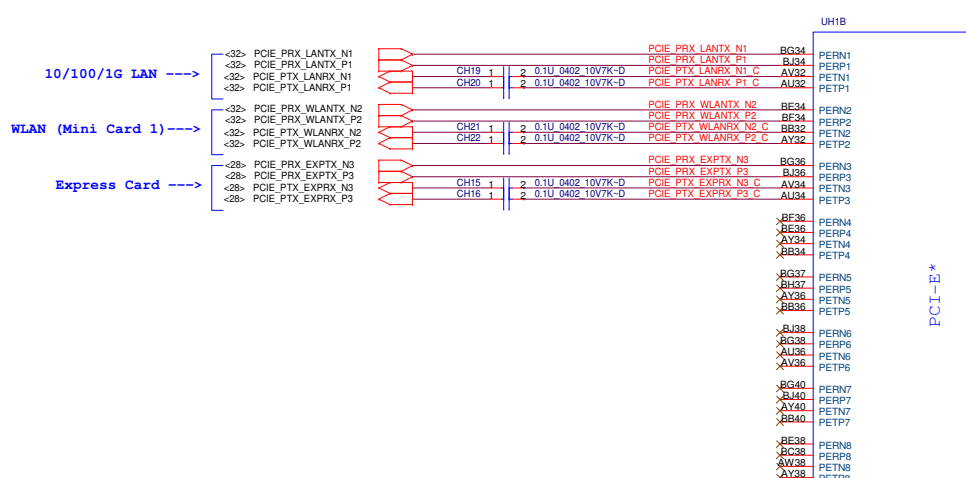 UH1B
<32> PCIE_PRX_LANTX_N1 PCIE_PRX_LANTX_N1 BG34 PERN1
<32> PCIE_PRX_LANTX_P1 PCIE_PRX_LANTX_P1 BJ34 PERP1
10/100/1G LAN --->
<32> PCIE_PTX_LANRX_N1 CH19 1 2 0.1U_0402_10V7K~D PCIE_PTX_LANRX_N1_C AV32 PETN1
<32> PCIE_PTX_LANRX_P1 CH20 1 2 0.1U_0402_10V7K~D PCIE_PTX_LANRX_P1_C AU32 PETP1
<32> PCIE_PRX_WLANTX_N2 PCIE_PRX_WLANTX_N2 BE34 PERN2
<32> PCIE_PRX_WLANTX_P2 PCIE_PRX_WLANTX_P2 BF34 PERP2
WLAN (Mini Card 1)--->
<32> PCIE_PTX_WLANRX_N2 CH21 1 2 0.1U_0402_10V7K~D PCIE_PTX_WLANRX_N2_C BB32 PETN2
<32> PCIE_PTX_WLANRX_P2 CH22 1 2 0.1U_0402_10V7K~D PCIE_PTX_WLANRX_P2_C AY32 PETP2
<28> PCIE_PRX_EXPTX_N3 PCIE_PRX_EXPTX_N3 BG36 PERN3
<28> PCIE_PRX_EXPTX_P3 PCIE_PRX_EXPTX_P3 BJ36 PERP3
Express Card --->
<28> PCIE_PTX_EXPRX_N3 CH15 1 2 0.1U_0402_10V7K~D PCIE_PTX_EXPRX_N3_C AV34 PETN3
<28> PCIE_PTX_EXPRX_P3 CH16 1 2 0.1U_0402_10V7K~D PCIE_PTX_EXPRX_P3_C AU34 PETP3
BF36 PERN4
BE36 PERP4
AY34 PETN4
BB34 PETP4
BG37 PERN5
BH37 PERP5
AY36 PETN5
BB36 PETP5
PCI-E*
BJ38 PERN6
BG38 PERP6
AU36 PETN6
AV36 PETP6
BG40 PERN7
BJ40 PERP7
AY40 PETN7
BB40 PETP7
BE38 PERN8
BC38 PERP8
AW38 PETN8
AY38 PETP8